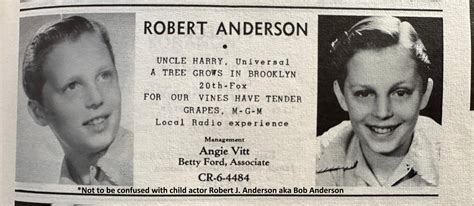 ROBERT ANDERSON
•
UNCLE HARRY, Universal
A TREE GROWS IN BROOKLYN
20th-Fox
FOR OUR VINES HAVE TENDER
GRAPES, M-G-M
Local Radio experience
Management
Angie Vitt
Betty Ford, Associate
CR-6-4484
*Not to be confused with child actor Robert J. Anderson aka Bob Anderson